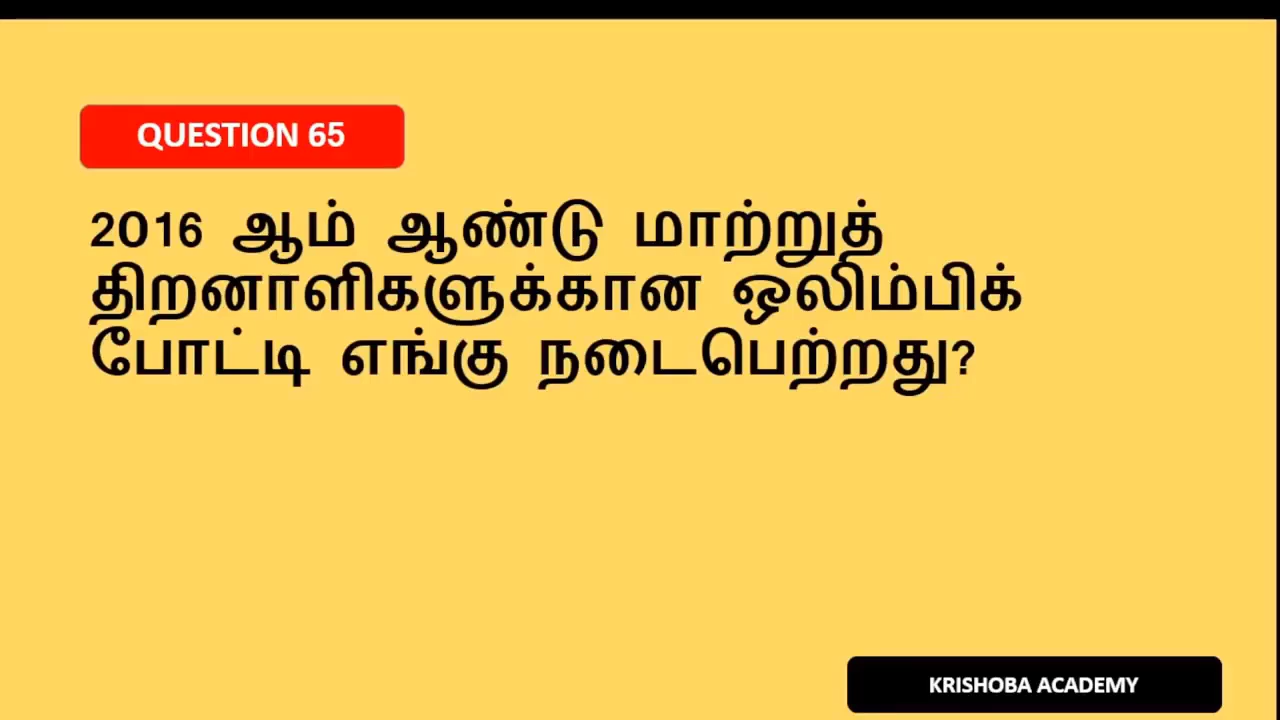 QUESTION 65
2016 ஆம் ஆண்டு மாற்றுத்
திறனாளிகளுக்கான ஒலிம்பிக்
போட்டி எங்கு நடைபெற்றது?
KRISHOBA ACADEMY